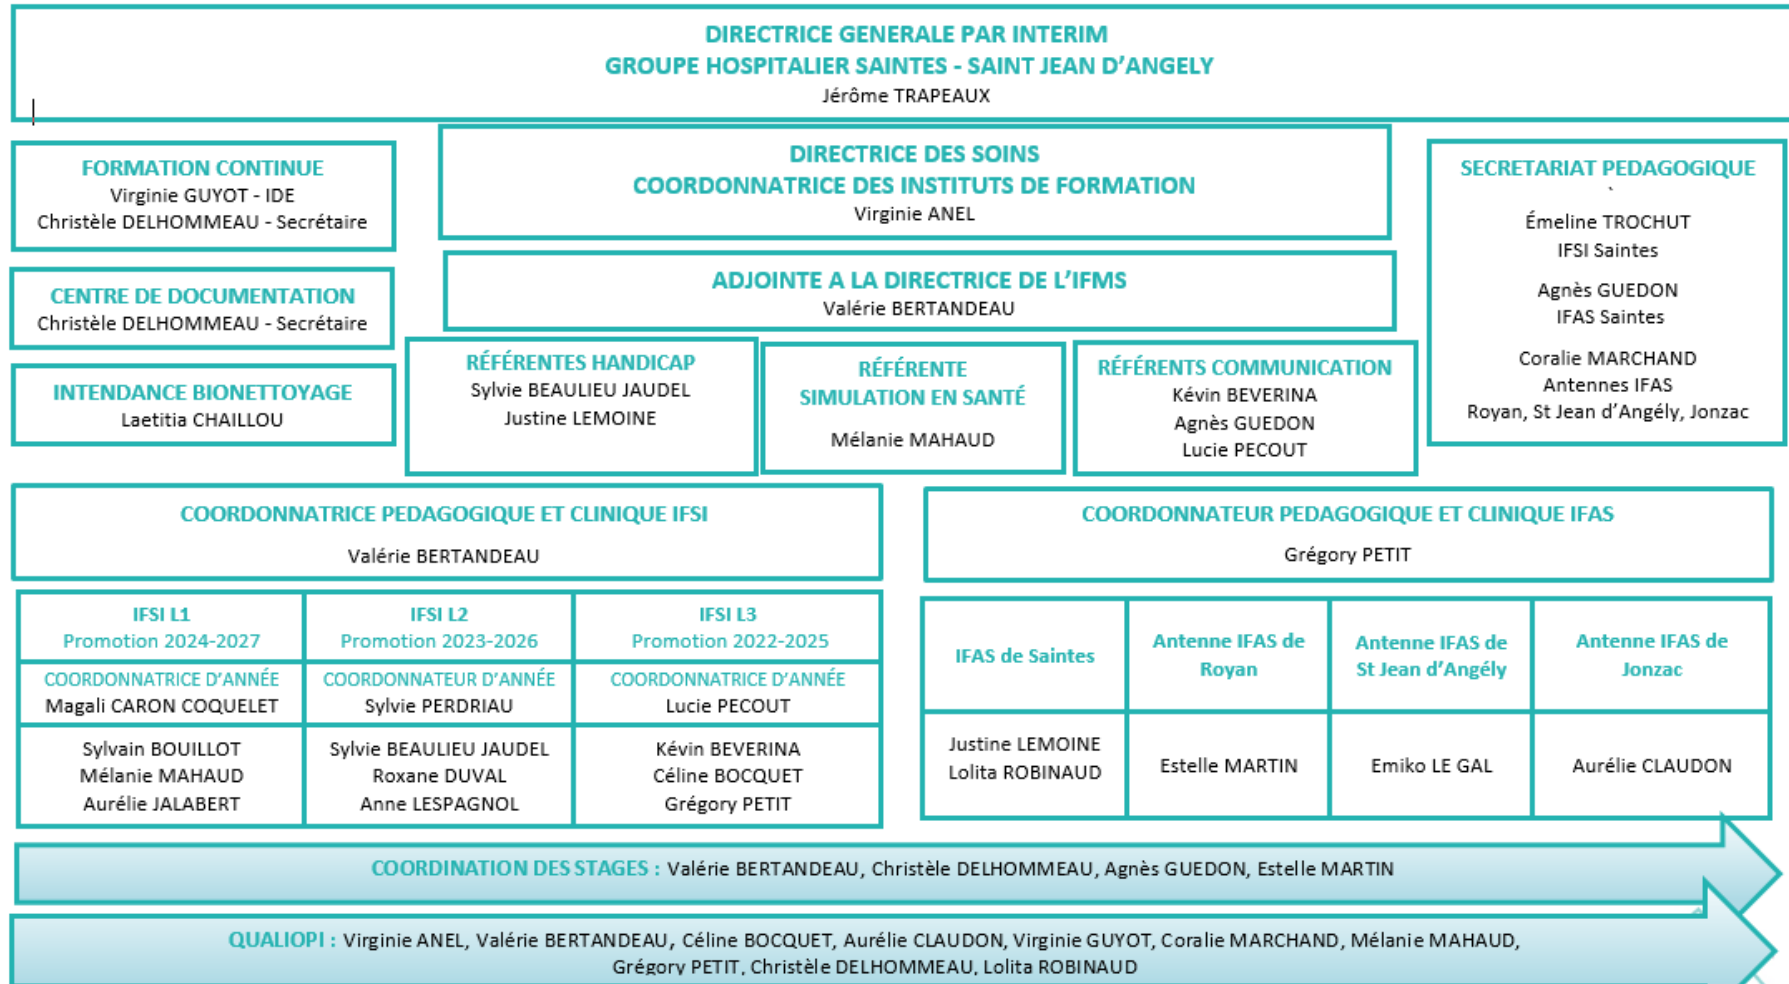 DIRECTRICE GENERALE PAR INTERIM
GROUPE HOSPITALIER SAINTES - SAINT JEAN D’ANGELY
Jérôme TRAPEAUX
FORMATION CONTINUE
Virginie GUYOT - IDE
Christèle DELHOMMEAU - Secrétaire
CENTRE DE DOCUMENTATION
Christèle DELHOMMEAU - Secrétaire
INTENDANCE BIONETTOYAGE
Laetitia CHAILLOU
DIRECTRICE DES SOINS
COORDONNATRICE DES INSTITUTS DE FORMATION
Virginie ANEL
ADJOINTE A LA DIRECTRICE DE L’IFMS
Valérie BERTANDEAU
RÉFÉRENTES HANDICAP
Sylvie BEAULIEU JAUDEL
Justine LEMOINE
RÉFÉRENTE
SIMULATION EN SANTÉ
Mélanie MAHAUD
RÉFÉRENTS COMMUNICATION
Kévin BEVERINA
Agnès GUEDON
Lucie PECOUT
SECRETARIAT PEDAGOGIQUE
`
Émeline TROCHUT
IFSI Saintes
Agnès GUEDON
IFAS Saintes
Coralie MARCHAND
Antennes IFAS
Royan, St Jean d’Angély, Jonzac
COORDONNATRICE PEDAGOGIQUE ET CLINIQUE IFSI
Valérie BERTANDEAU
IFSI L1
Promotion 2024-2027
COORDONNATRICE D’ANNÉE
Magali CARON COQUELET
Sylvain BOUILLOT
Mélanie MAHAUD
Aurélie JALABERT
IFSI L2
Promotion 2023-2026
COORDONNATEUR D’ANNÉE
Sylvie PERDRIAU
Sylvie BEAULIEU JAUDEL
Roxane DUVAL
Anne LESPAGNOL
IFSI L3
Promotion 2022-2025
COORDONNATRICE D’ANNÉE
Lucie PECOUT
Kévin BEVERINA
Céline BOCQUET
Grégory PETIT
COORDONNATEUR PEDAGOGIQUE ET CLINIQUE IFAS
Grégory PETIT
IFAS de Saintes
Justine LEMOINE
Lolita ROBINAUD
Antenne IFAS de
Royan
Estelle MARTIN
Antenne IFAS de
St Jean d’Angély
Emiko LE GAL
Antenne IFAS de
Jonzac
Aurélie CLAUDON
COORDINATION DES STAGES : Valérie BERTANDEAU, Christèle DELHOMMEAU, Agnès GUEDON, Estelle MARTIN
QUALIOPI : Virginie ANEL, Valérie BERTANDEAU, Céline BOCQUET, Aurélie CLAUDON, Virginie GUYOT, Coralie MARCHAND, Mélanie MAHAUD,
Grégory PETIT, Christèle DELHOMMEAU, Lolita ROBINAUD